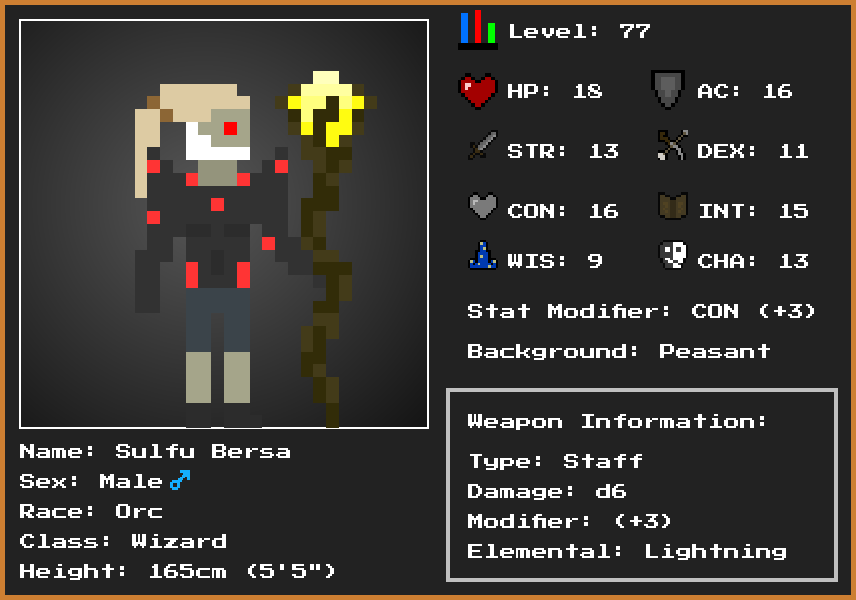 Level: 77
HP: 18 AC: 16
STR: 13 DEX: 11
CON: 16 INT: 15
WIS: 9 CHA: 13
Stat Modifier: CON (+3)
Background: Peasant
Weapon Information:
Type: Staff
Damage: d6
Modifier: (+3)
Elemental: Lightning
Name: Sulfu Bersa
Sex: Male♂
Race: Orc
Class: Wizard
Height: 165cm (5'5")